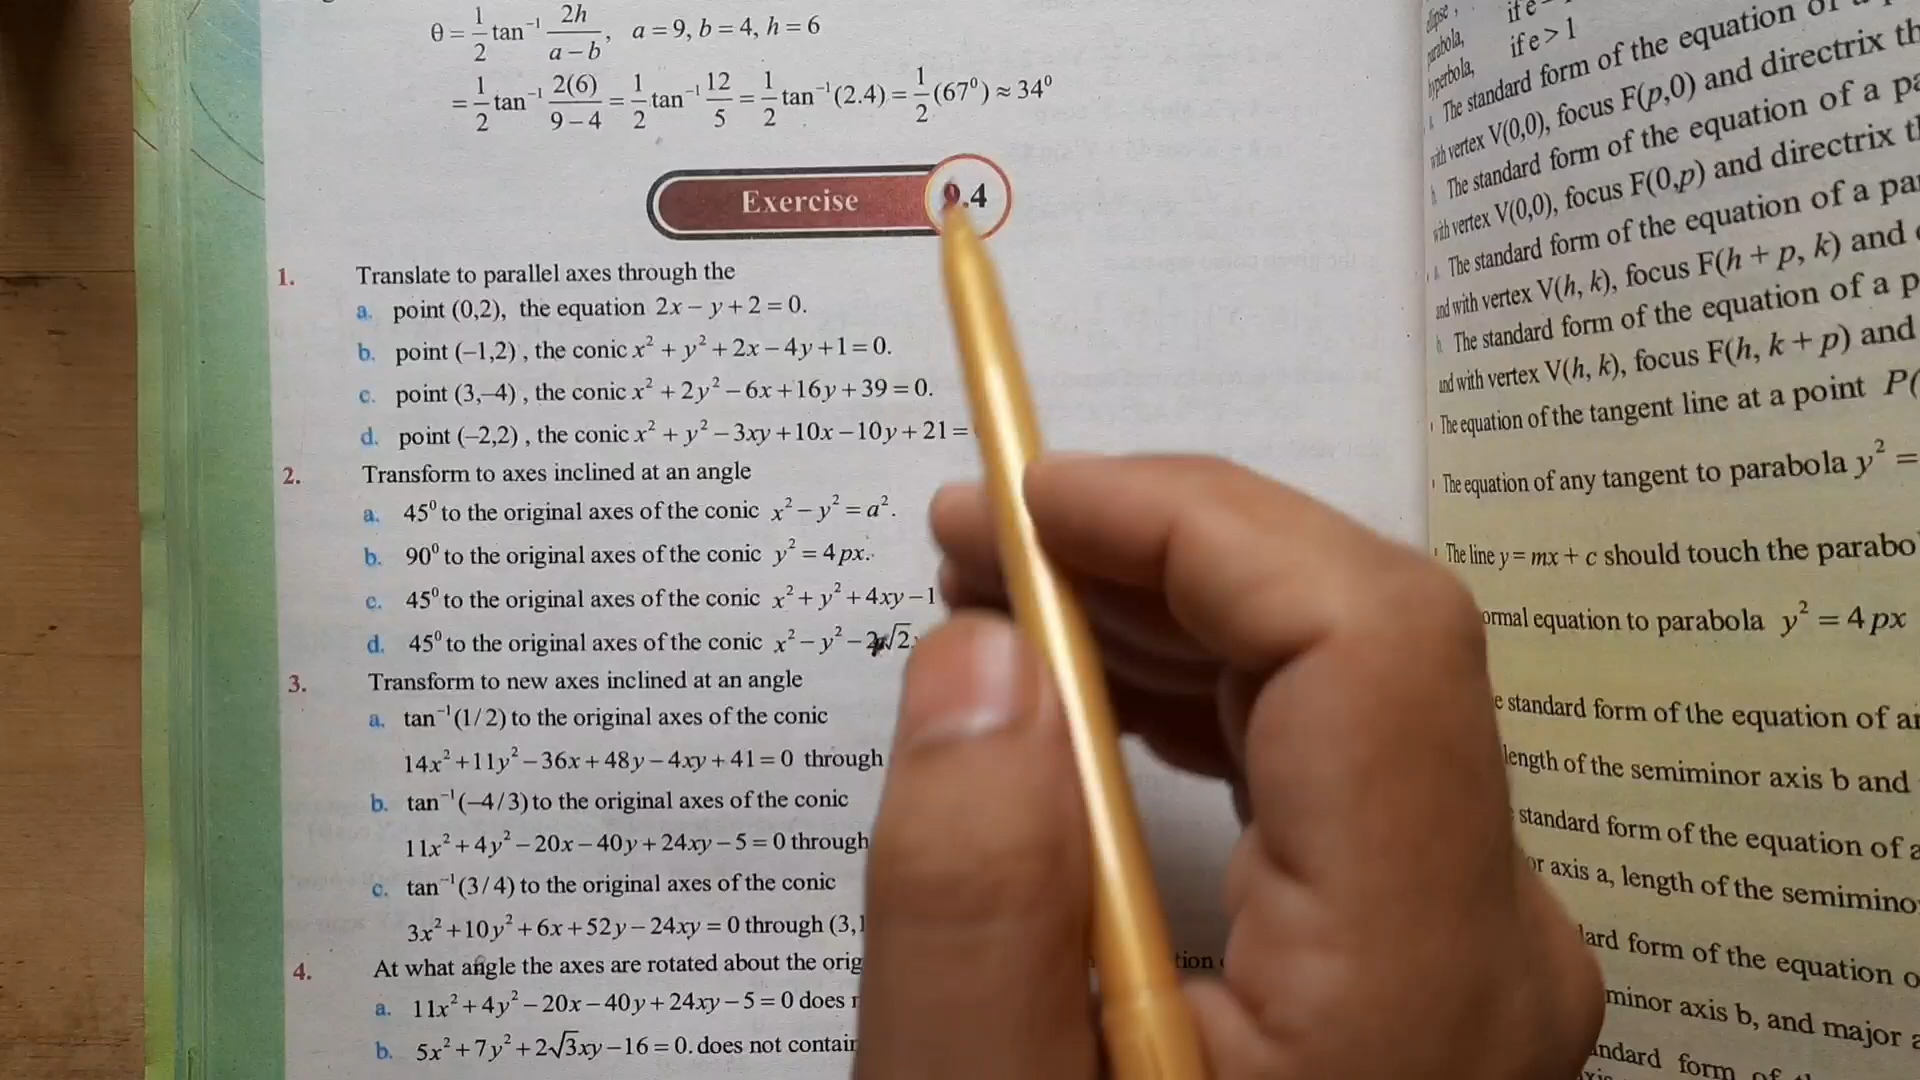 θ = 1/2 tan⁻¹ 2h/(a – b), a = 9, b = 4, h = 6
= 1/2 tan⁻¹ 2(6)/(9 – 4) = 1/2 tan⁻¹ 12/5 = 1/2 tan⁻¹(2.4) = 1/2 (67⁰) ≈ 34⁰
Exercise 9.4
1. Translate to parallel axes through the
a. point (0,2), the equation 2x – y + 2 = 0.
b. point (–1,2), the conic x² + y² + 2x – 4y + 1 = 0.
c. point (3,–4), the conic x² + 2y² – 6x + 16y + 39 = 0.
d. point (–2,2), the conic x² + y² – 3xy + 10x – 10y + 21 =
2. Transform to axes inclined at an angle
a. 45⁰ to the original axes of the conic x² – y² = a².
b. 90⁰ to the original axes of the conic y² = 4px.
c. 45⁰ to the original axes of the conic x² + y² + 4xy – 1
d. 45⁰ to the original axes of the conic x² – y² – 2√2
3. Transform to new axes inclined at an angle
a. tan⁻¹(1/2) to the original axes of the conic
14x² + 11y² – 36x + 48y – 4xy + 41 = 0 through
b. tan⁻¹(–4/3) to the original axes of the conic
11x² + 4y² – 20x – 40y + 24xy – 5 = 0 through
c. tan⁻¹(3/4) to the original axes of the conic
3x² + 10y² + 6x + 52y – 24xy = 0 through (3,1
4. At what angle the axes are rotated about the orig
a. 11x² + 4y² – 20x – 40y + 24xy – 5 = 0 does
b. 5x² + 7y² + 2√3xy – 16 = 0. does not contain
if e
if e > 1
The standard form of the equation of a
with vertex V(0,0), focus F(p,0) and directrix
The standard form of the equation of a
with vertex V(0,0), focus F(0,p) and directrix
The standard form of the equation of a
and with vertex V(h, k), focus F(h + p, k) and
The standard form of the equation of a
and with vertex V(h, k), focus F(h, k + p) and
The equation of the tangent line at a point P(
The equation of any tangent to parabola y² =
The line y = mx + c should touch the
equation to parabola y² = 4px
standard form of the equation of
length of the semiminor axis b and
standard form of the equation of
axis a, length of the
form of the equation
minor axis b, and major
form